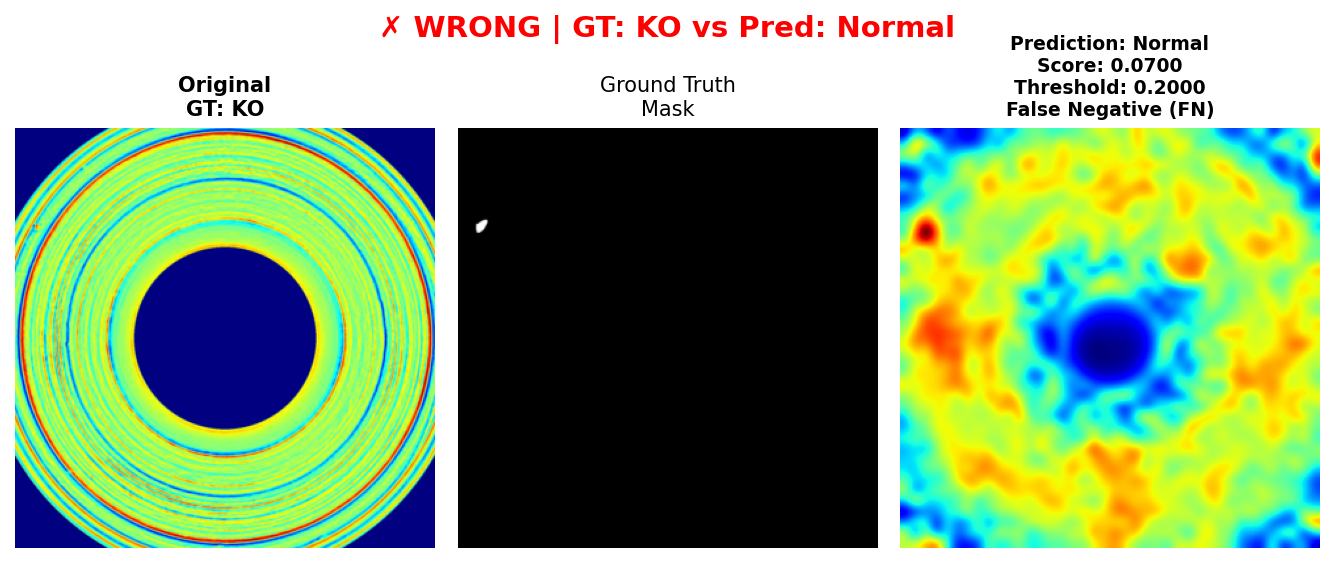 ✗ WRONG | GT: KO vs Pred: Normal
Original
GT: KO
Ground Truth
Mask
Prediction: Normal
Score: 0.0700
Threshold: 0.2000
False Negative (FN)